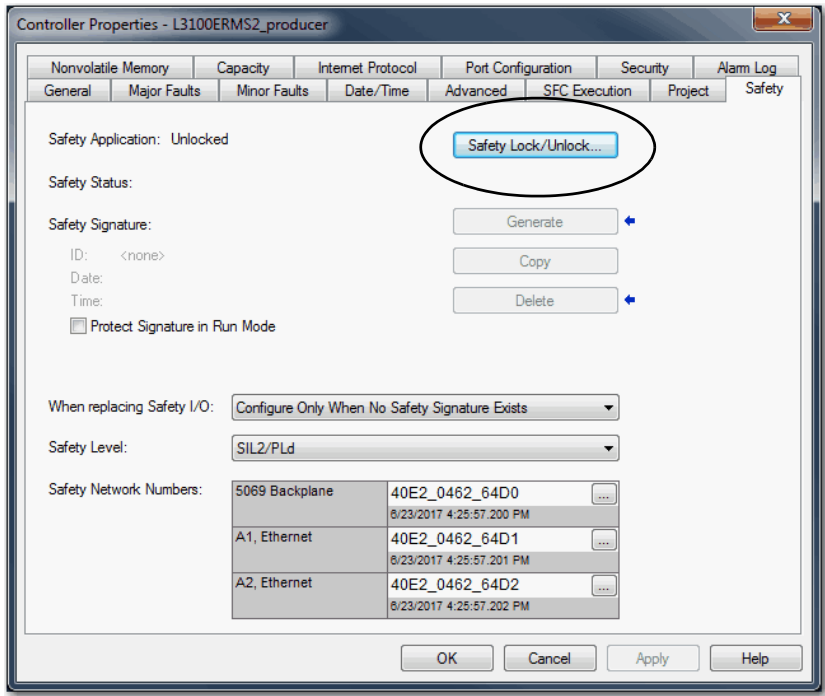 Controller Properties - L3100ERMS2_producer
Nonvolatile Memory Capacity Internet Protocol Port Configuration Security Alarm Log
General Major Faults Minor Faults Date/Time Advanced SFC Execution Project Safety
Safety Application: Unlocked
Safety Lock/Unlock...
Safety Status:
Safety Signature:
Generate
ID: <none>
Copy
Date:
Time:
Delete
Protect Signature in Run Mode
When replacing Safety I/O: Configure Only When No Safety Signature Exists
Safety Level: SIL2/PLd
Safety Network Numbers: 5069 Backplane 40E2_0462_64D0 ...
6/23/2017 4:25:57.200 PM
A1, Ethernet 40E2_0462_64D1 ...
6/23/2017 4:25:57.201 PM
A2, Ethernet 40E2_0462_64D2 ...
6/23/2017 4:25:57.202 PM
OK Cancel Apply Help